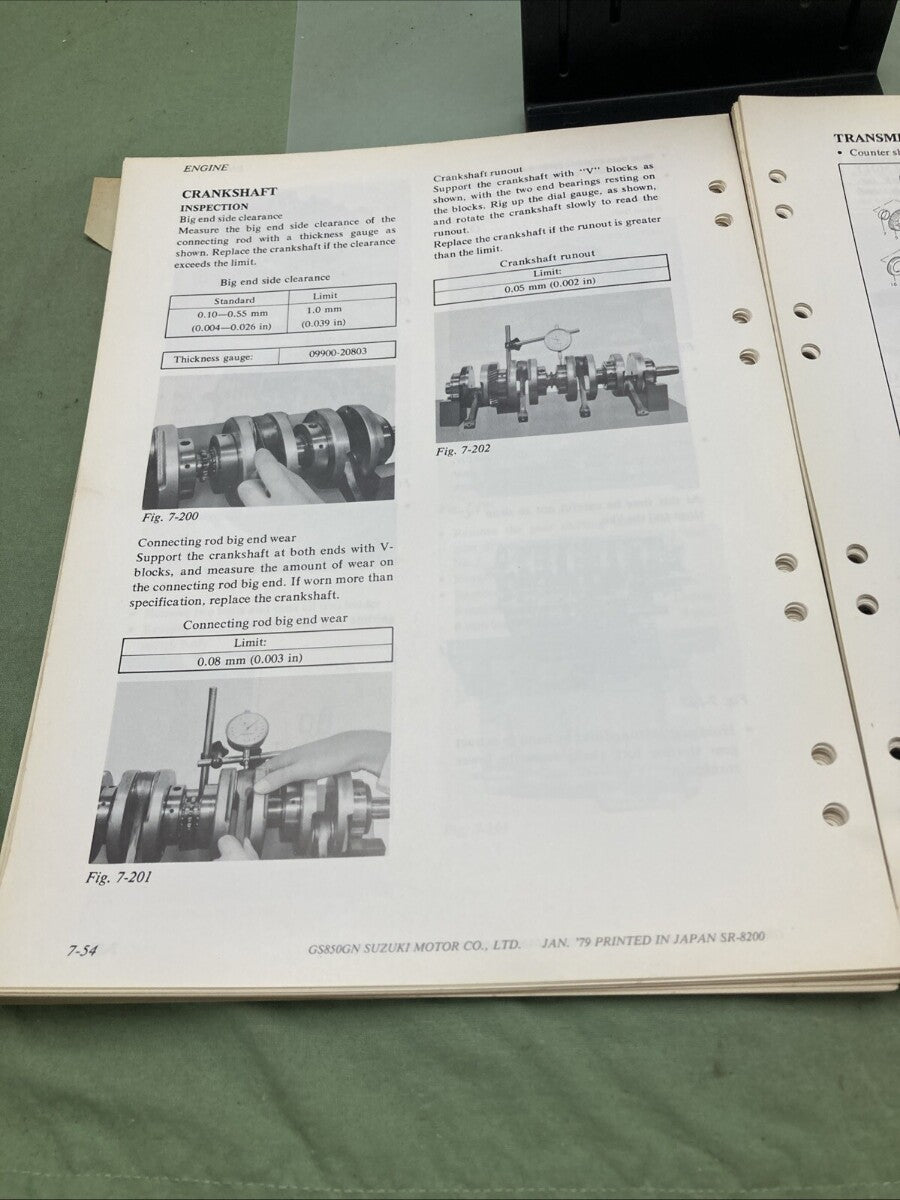 ENGINE
CRANKSHAFT
INSPECTION
Big end side clearance
Measure the big end side clearance of the
connecting rod with a thickness gauge as
shown. Replace the crankshaft if the clearance
exceeds the limit.
Big end side clearance
Standard Limit
0.10—0.55 mm 1.0 mm
(0.004—0.026 in) (0.039 in)
Thickness gauge: 09900-20803
Fig. 7-200
Connecting rod big end wear
Support the crankshaft at both ends with V-
blocks, and measure the amount of wear on
the connecting rod big end. If worn more than
specification, replace the crankshaft.
Connecting rod big end wear
Limit:
0.08 mm (0.003 in)
Fig. 7-201
Crankshaft runout
Support the crankshaft with "V" blocks as
shown, with the two end bearings resting on
the blocks. Rig up the dial gauge, as shown,
and rotate the crankshaft slowly to read the
runout.
Replace the crankshaft if the runout is greater
than the limit.
Crankshaft runout
Limit:
0.05 mm (0.002 in)
Fig. 7-202
7-54
GS850GN SUZUKI MOTOR CO., LTD. JAN. '79 PRINTED IN JAPAN SR-8200
TRANSMI
• Counter sh